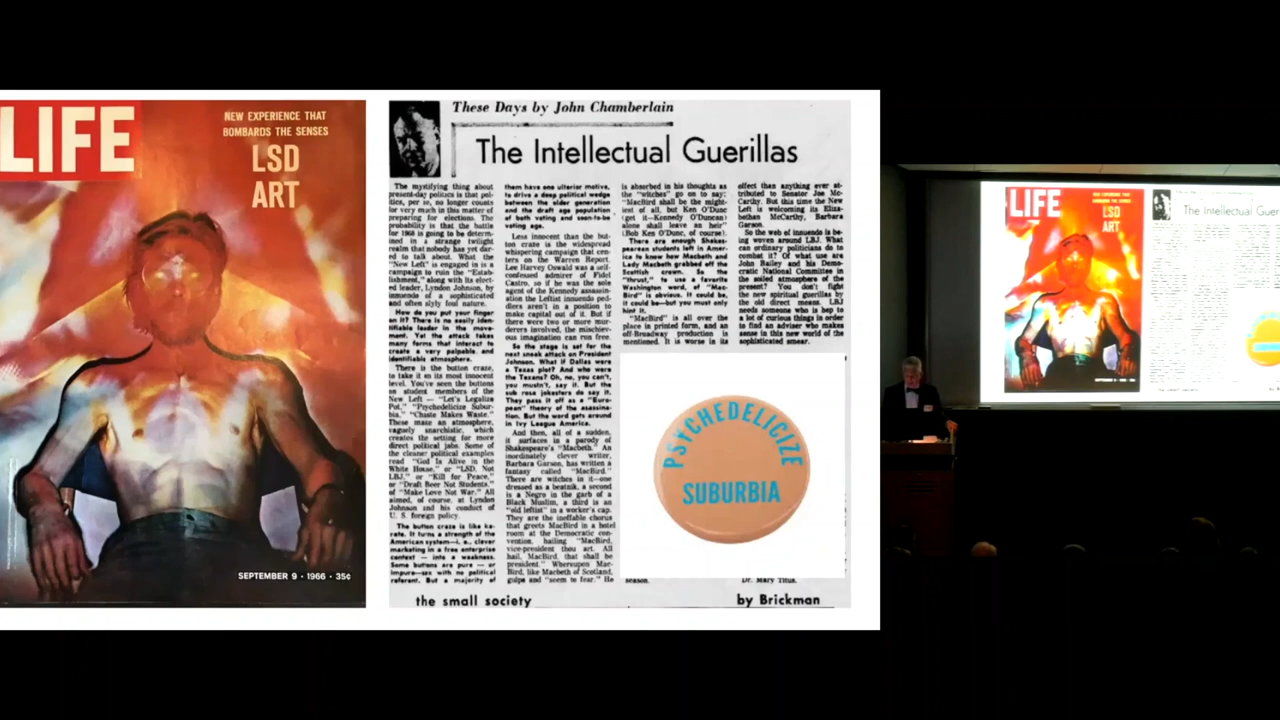 LIFE
NEW EXPERIENCE THAT
BOMBARDS THE SENSES
LSD
ART
SEPTEMBER 9 · 1966 · 35¢
These Days by John Chamberlain
The Intellectual Guerillas
The mystifying thing about
present-day politics is that pol-
itics, per se, no longer counts
for very much in this matter of
preparing for elections. The
probability is that the battle
for 1968 is going to be determ-
ined in a strange twilight
realm that nobody has yet dar-
ed to talk about. What the
"New Left" is engaged in is a
campaign to ruin the "Estab-
lishment," along with its elect-
ed leader, Lyndon Johnson, by
innuendo of a sophisticated
and often slyly foul nature.
How do you put your finger
on it? There is no easily iden-
tifiable leader in the move-
ment. Yet the attack takes
many forms that interact to
create a very palpable and
identifiable atmosphere.
There is the button craze,
to take it on its most innocent
level. You've seen the buttons
on student members of the
New Left — "Let's Legalize
Pot," "Psychedelicize Subur-
bia," "Chaste Makes Waste."
These make an atmosphere,
vaguely anarchistic, which
creates the setting for more
direct political jabs. Some of
the cleaner political examples
read "God Is Alive in the
White House," or "LSD, Not
LBJ," or "Kill for Peace,"
or "Draft Beer Not Students,"
of "Make Love Not War." All
aimed, of course, at Lyndon
Johnson and his conduct of
U. S. foreign policy.
The button craze is like ka-
rate. It turns a strength of the
American system—i. e., clever
marketing in a free enterprise
context — into a weakness.
Some buttons are pure — or
impure—sex with no political
referent. But a majority of
them have one ulterior motive,
to drive a deep political wedge
between the elder generation
and the draft age population
of both voting and soon-to-be
voting age.
Less innocent than the but-
ton craze is the widespread
whispering campaign that cen-
ters on the Warren Report.
Lee Harvey Oswald was a self-
confessed admirer of Fidel
Castro, so if he was the sole
agent of the Kennedy assassin-
ation the Leftist innuendo ped-
dlers aren't in a position to
make capital out of it. But if
there were two or more mur-
derers involved, the mischiev-
ous imagination can run free.
So the stage is set for the
next sneak attack on President
Johnson. What if Dallas were
a Texas plot? And who were
the Texans? Oh, no, you can't,
you mustn't, say it. But the
sub rosa jokesters do say it.
They pass it off as a "Euro-
pean" theory of the assassina-
tion. But the word gets around
in Ivy League America.
And then, all of a sudden,
it surfaces in a parody of
Shakespeare's "Macbeth." An
inordinately clever writer,
Barbara Garson, has written a
fantasy called "MacBird."
There are witches in it—one
dressed as a beatnik, a second
is a Negro in the garb of a
Black Muslim, a third is an
"old leftist" in a worker's cap.
They are the ineffable chorus
that greets MacBird in a hotel
room at the Democratic con-
vention, hailing "MacBird,
vice-president thou art. All
hail, MacBird, that shall be
president." Whereupon Mac-
Bird, like Macbeth of Scotland,
gulps and "seem to fear." He
is absorbed in his thoughts as
the "witches" go on to say:
"MacBird shall be the might-
iest of all, but Ken O'Dunc
(get it—Kennedy O'Duncan)
alone shall leave an heir"
(Bob Ken O'Dunc, of course).
There are enough Shakes-
pearean students left in Amer-
ica to know how Macbeth and
Lady Macbeth grabbed off the
Scottish crown. So the
"thrust," to use a favorite
Washington word, of "Mac-
Bird" is obvious. It could be,
it could be—but you must only
hint it.
"MacBird" is all over the
place in printed form, and an
off-Broadway production is
mentioned. It is worse in its
effect than anything ever at-
tributed to Senator Joe Mc-
Carthy. But this time the New
Left is welcoming its Eliza-
bethan McCarthy, Barbara
Garson.
So the web of innuendo is be-
ing woven around LBJ. What
can ordinary politicians do to
combat it? Of what use are
John Bailey and his Demo-
cratic National Committee in
the soiled atmosphere of the
present? You don't fight
the new spiritual guerillas by
the old direct means. LBJ
needs someone who is hep to
a lot of curious things in order
to find an adviser who makes
sense in this new world of the
sophisticated smear.
PSYCHEDELICIZE
SUBURBIA
season.
Dr. Mary Titus.
the small society
by Brickman
LIFE
NEW EXPERIENCE THAT
BOMBARDS THE SENSES
LSD
ART
The Intellectual Guer